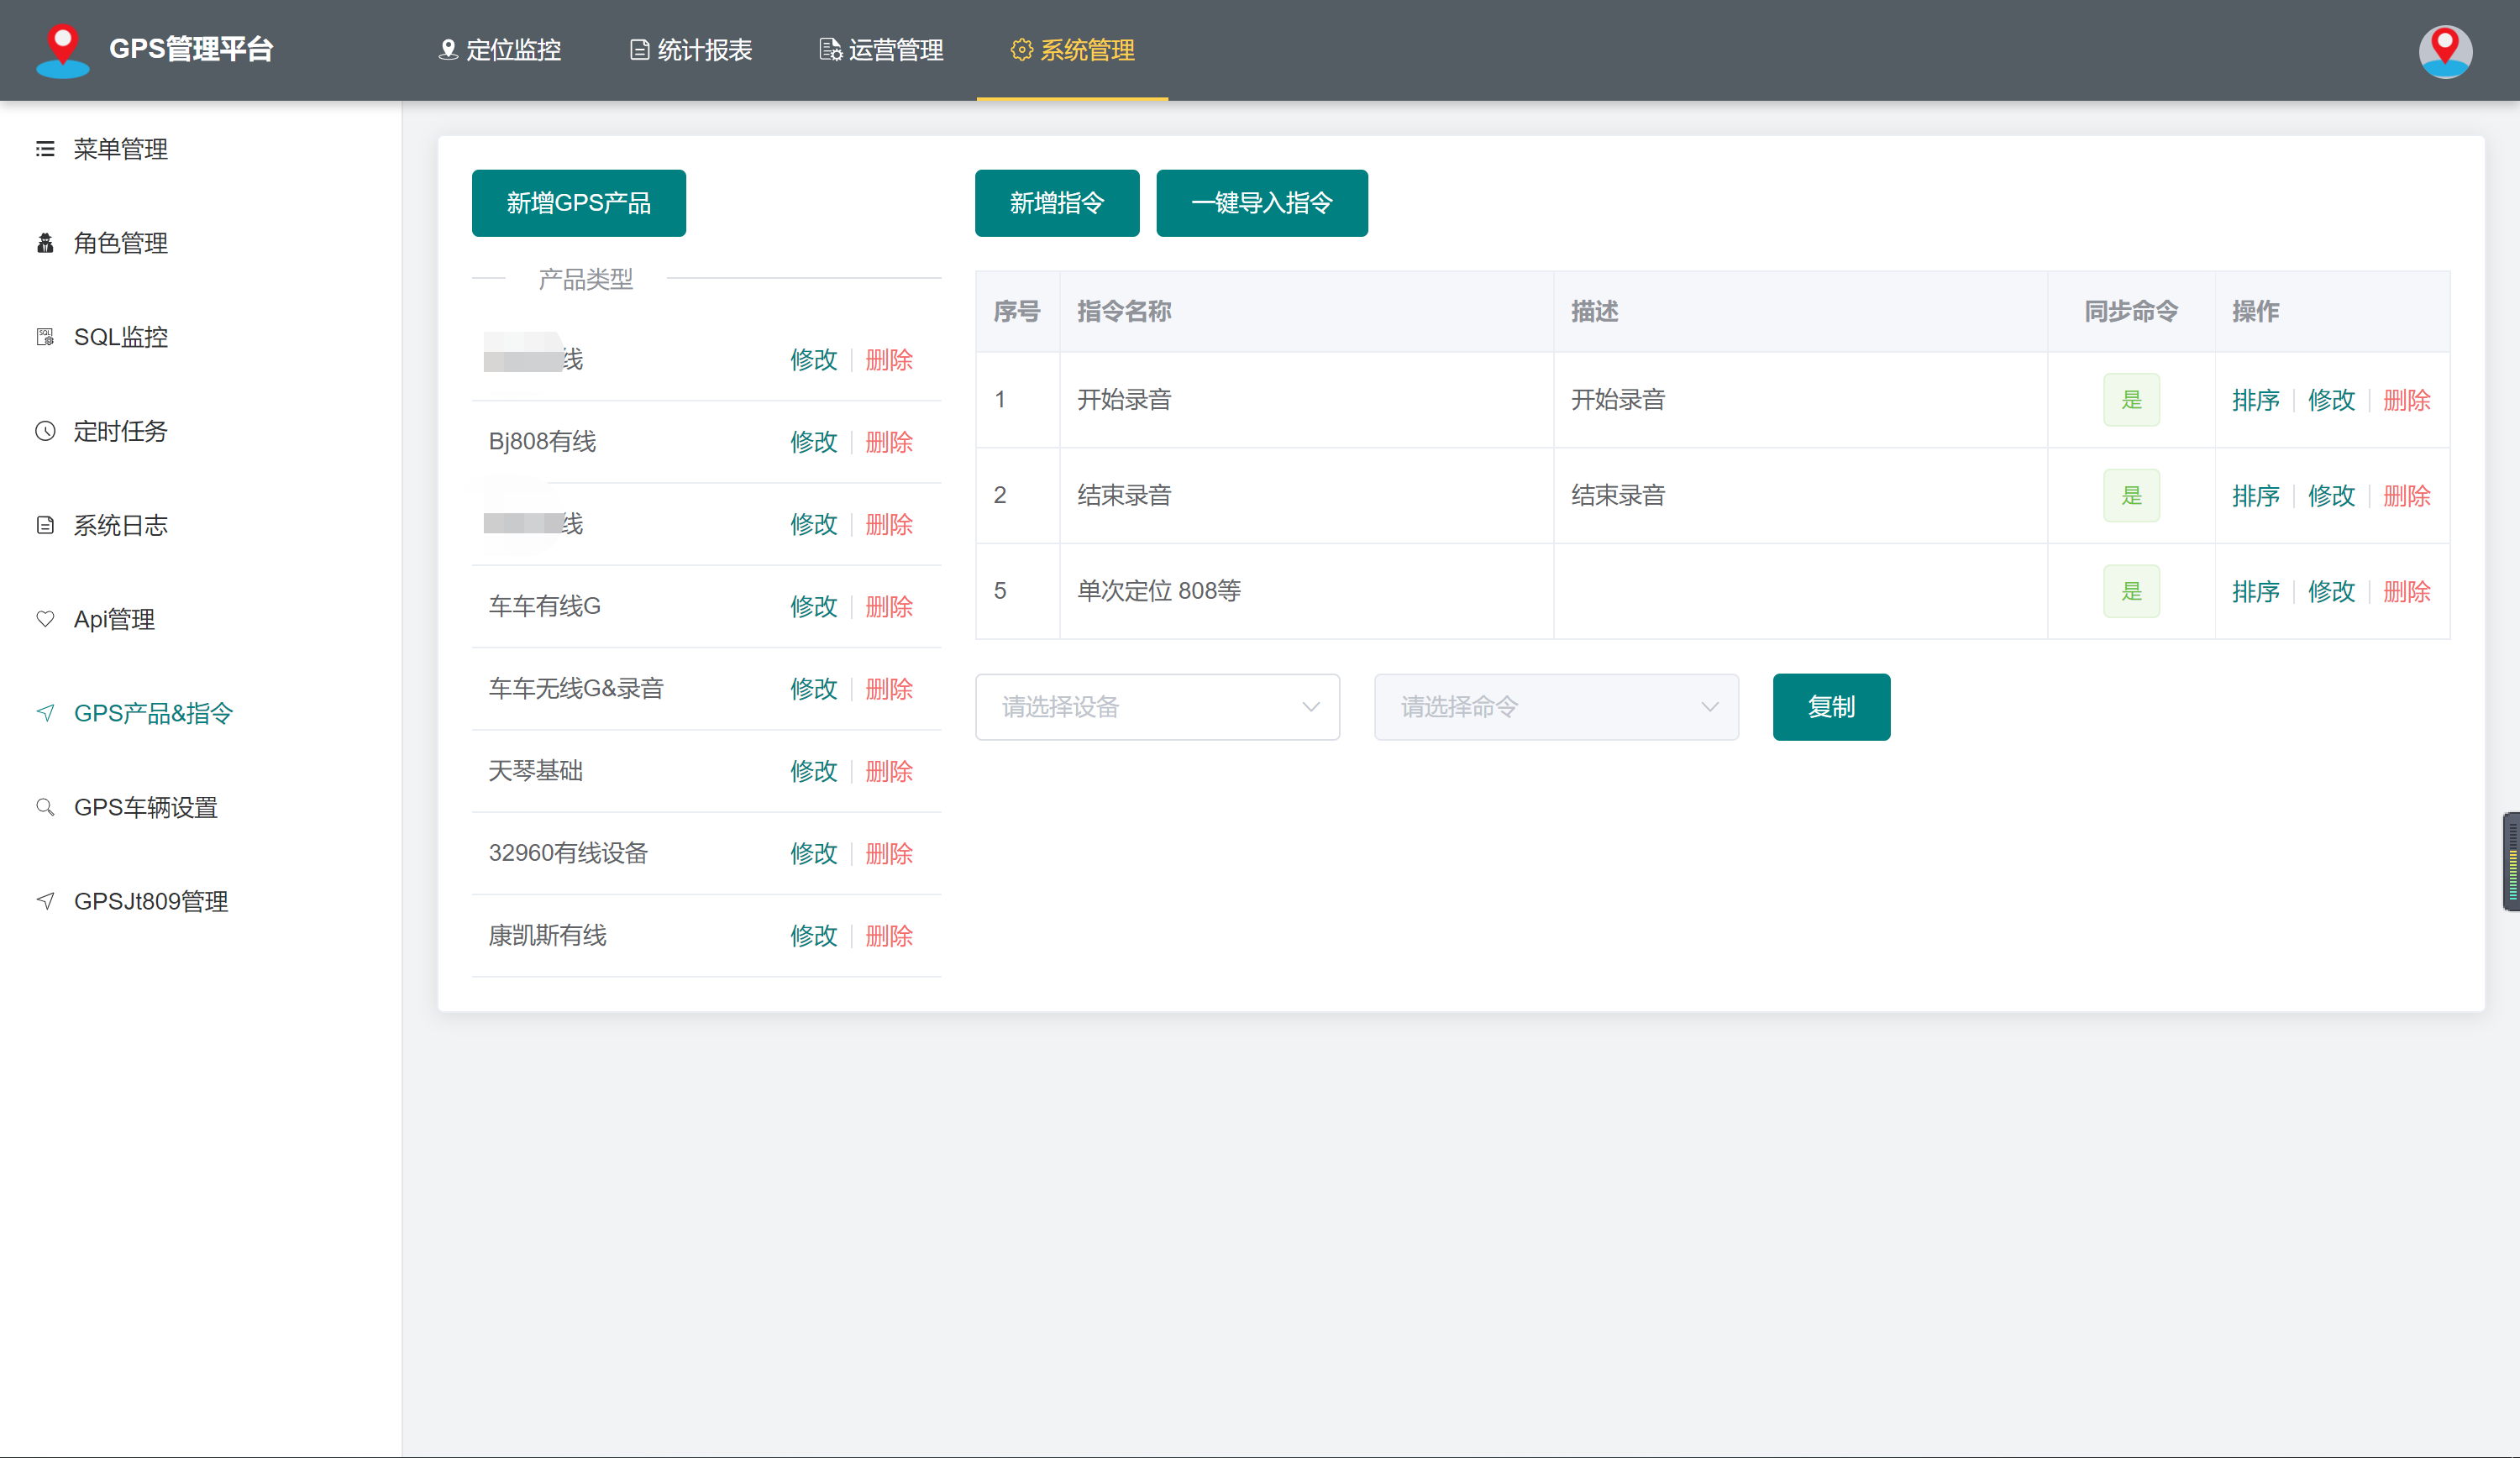 GPS管理平台
定位监控
统计报表
运营管理
系统管理
菜单管理
角色管理
SQL监控
定时任务
系统日志
Api管理
GPS产品&指令
GPS车辆设置
GPSJt809管理
新增GPS产品
产品类型
线 修改 删除
Bj808有线 修改 删除
线 修改 删除
车车有线G 修改 删除
车车无线G&录音 修改 删除
天琴基础 修改 删除
32960有线设备 修改 删除
康凯斯有线 修改 删除
新增指令 一键导入指令
序号 指令名称 描述 同步命令 操作
1 开始录音 开始录音 是 排序 修改 删除
2 结束录音 结束录音 是 排序 修改 删除
5 单次定位 808等 是 排序 修改 删除
请选择设备 请选择命令 复制